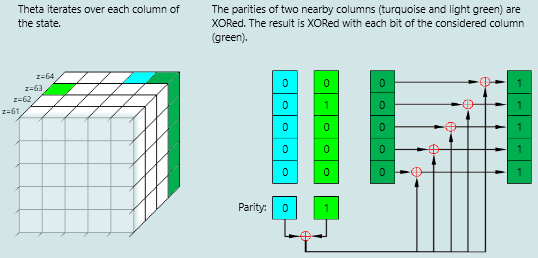 Theta iterates over each column of
the state.
The parities of two nearby columns (turquoise and light green) are
XORed. The result is XORed with each bit of the considered column
(green).
z=64
z=63
z=62
z=61
0 0 0 1
0 1 0 1
0 0 0 1
0 0 0 1
0 0 0 1
Parity: 0 1